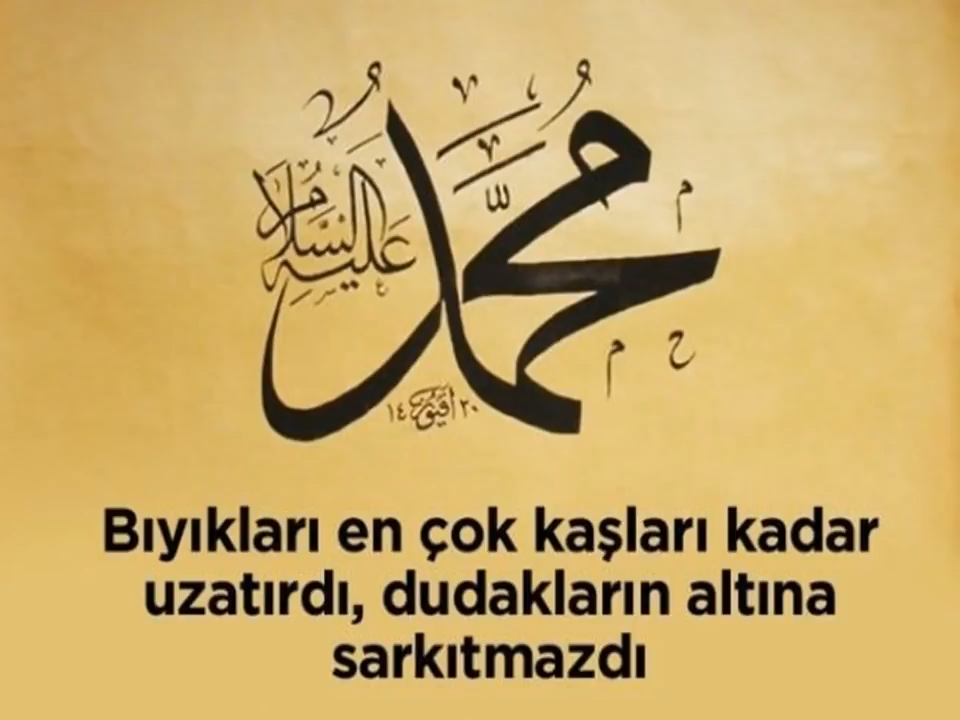 محمد
عليه السلام
Bıyıkları en çok kaşları kadar
uzatırdı, dudakların altına
sarkıtmazdı